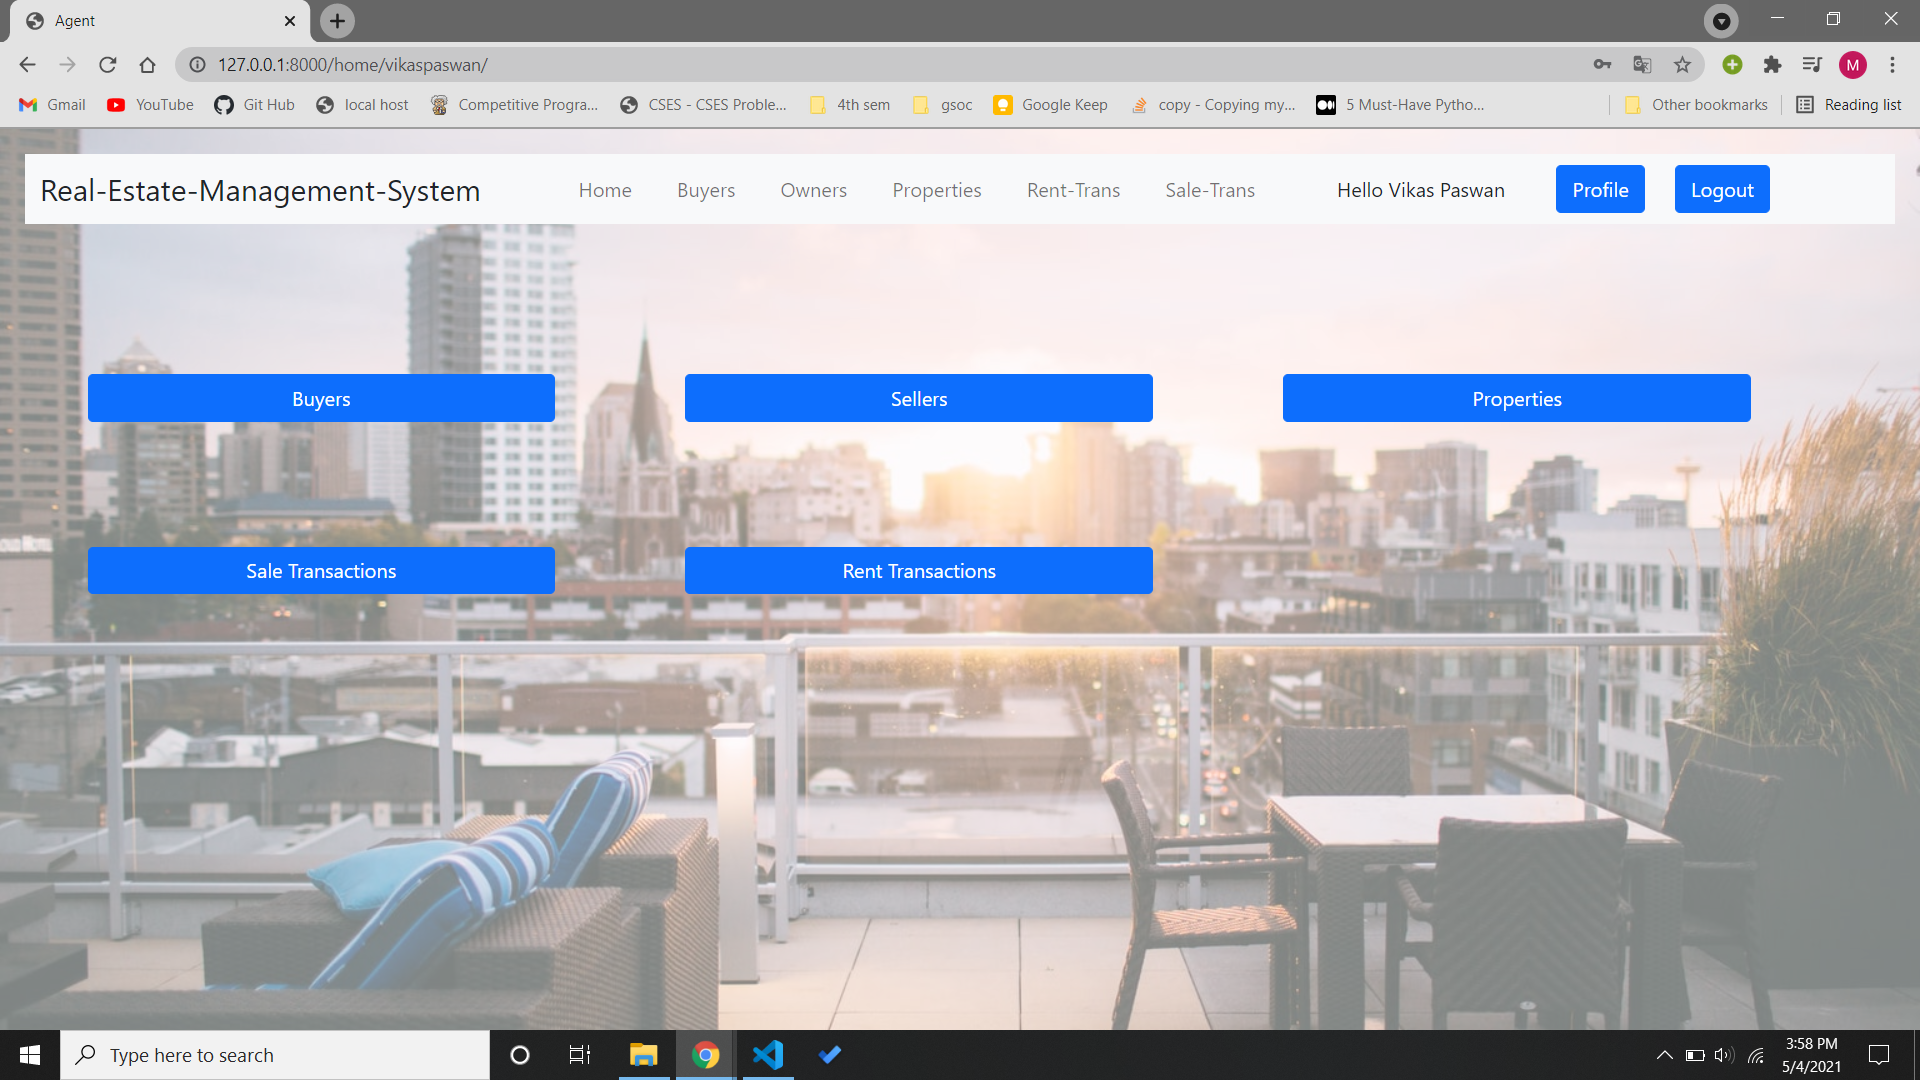 Agent
127.0.0.1:8000/home/vikaspaswan/
M
Gmail
YouTube
Git Hub
local host
Competitive Progra...
CSES - CSES Proble...
4th sem
gsoc
Google Keep
copy - Copying my...
5 Must-Have Pytho...
Other bookmarks
Reading list
Real-Estate-Management-System
Home
Buyers
Owners
Properties
Rent-Trans
Sale-Trans
Hello Vikas Paswan
Profile
Logout
Buyers
Sellers
Properties
Sale Transactions
Rent Transactions
Type here to search
3:58 PM
5/4/2021